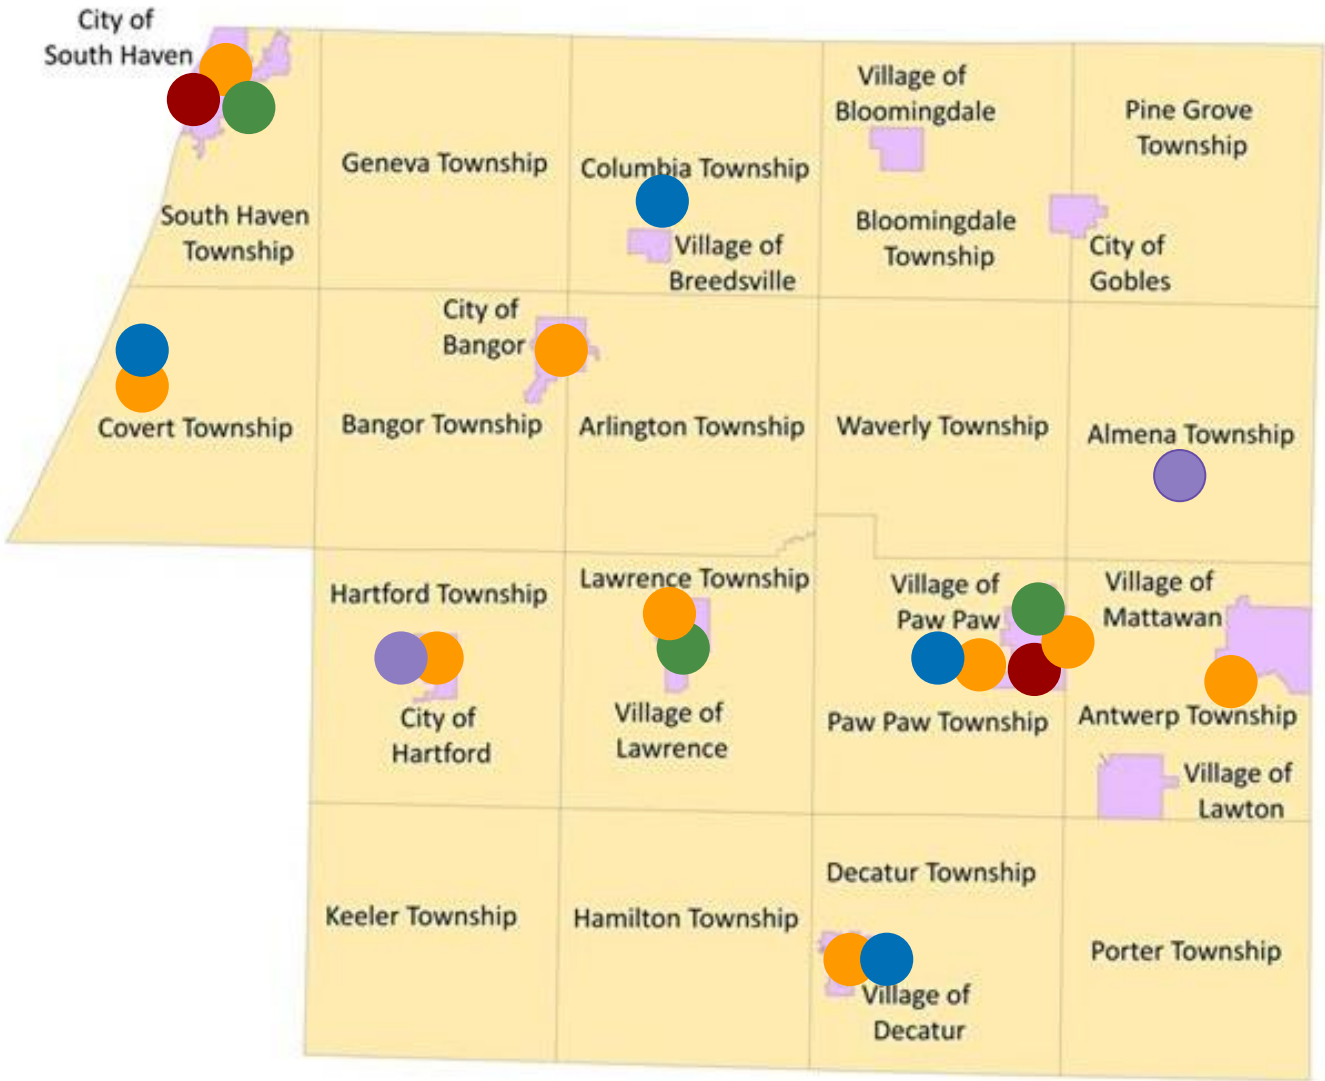 City of
South Haven
Village of
Bloomingdale
Pine Grove
Township
Geneva Township
Columbia Township
South Haven
Township
Bloomingdale
Township
Village of
Breedsville
City of
Gobles
City of
Bangor
Covert Township
Bangor Township
Arlington Township
Waverly Township
Almena Township
Hartford Township
Lawrence Township
Village of
Paw Paw
Village of
Mattawan
City of
Hartford
Village of
Lawrence
Paw Paw Township
Antwerp Township
Village of
Lawton
Decatur Township
Keeler Township
Hamilton Township
Porter Township
Village of
Decatur